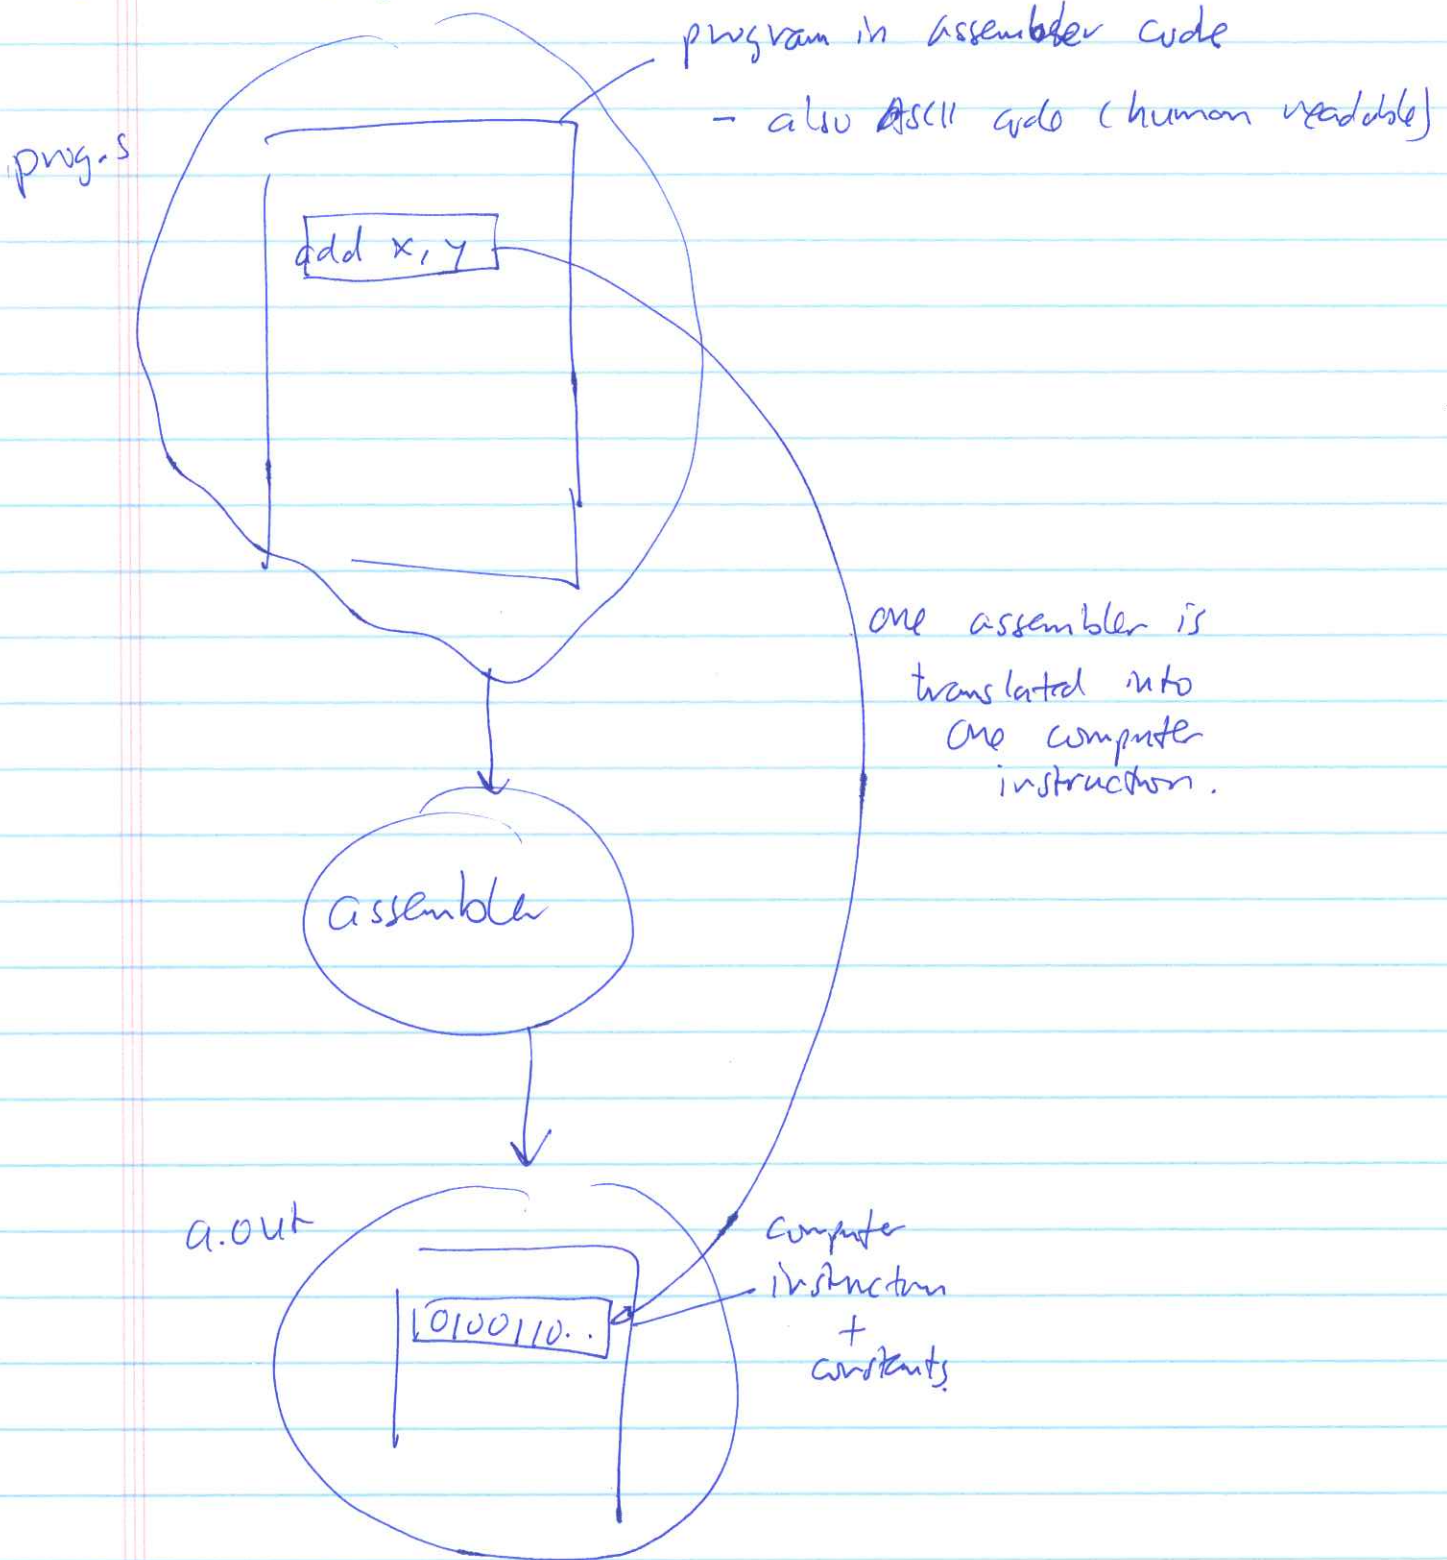 program in assembler code
- also ASCII code (human readable)
prog.s
add x, y
one assembler is
translated into
one computer
instruction.
assembler
a.out
computer
instruction
+
constants
10100110..